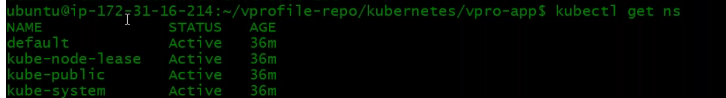 ubuntu@ip-172-31-16-214:~/vprofile-repo/kubernetes/vpro-app$ kubectl get ns
NAME STATUS AGE
default Active 36m
kube-node-lease Active 36m
kube-public Active 36m
kube-system Active 36m